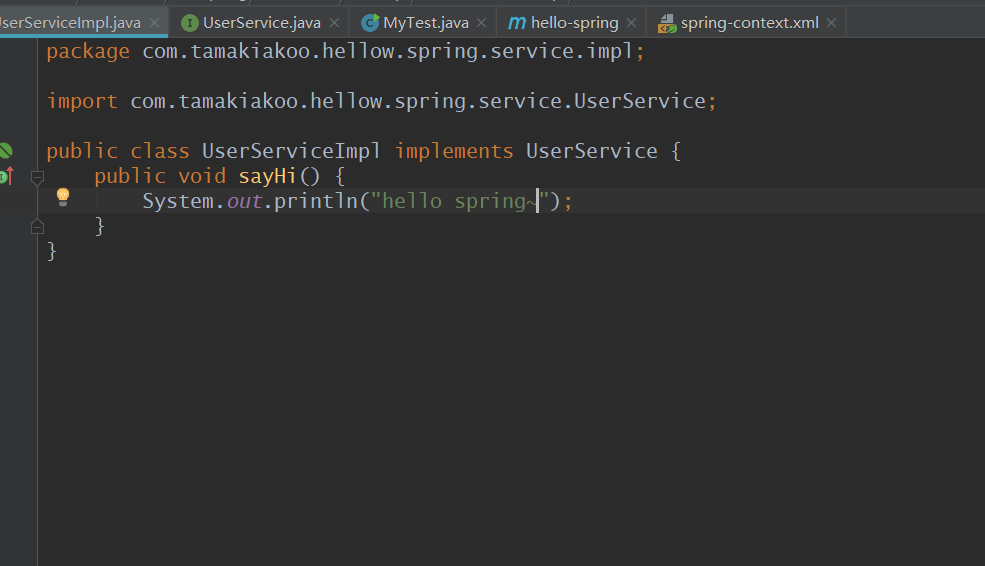 UserServiceImpl.java UserService.java MyTest.java hello-spring spring-context.xml
package com.tamakiakoo.hellow.spring.service.impl;
import com.tamakiakoo.hellow.spring.service.UserService;
public class UserServiceImpl implements UserService {
public void sayHi() {
System.out.println("hello spring~");
}
}